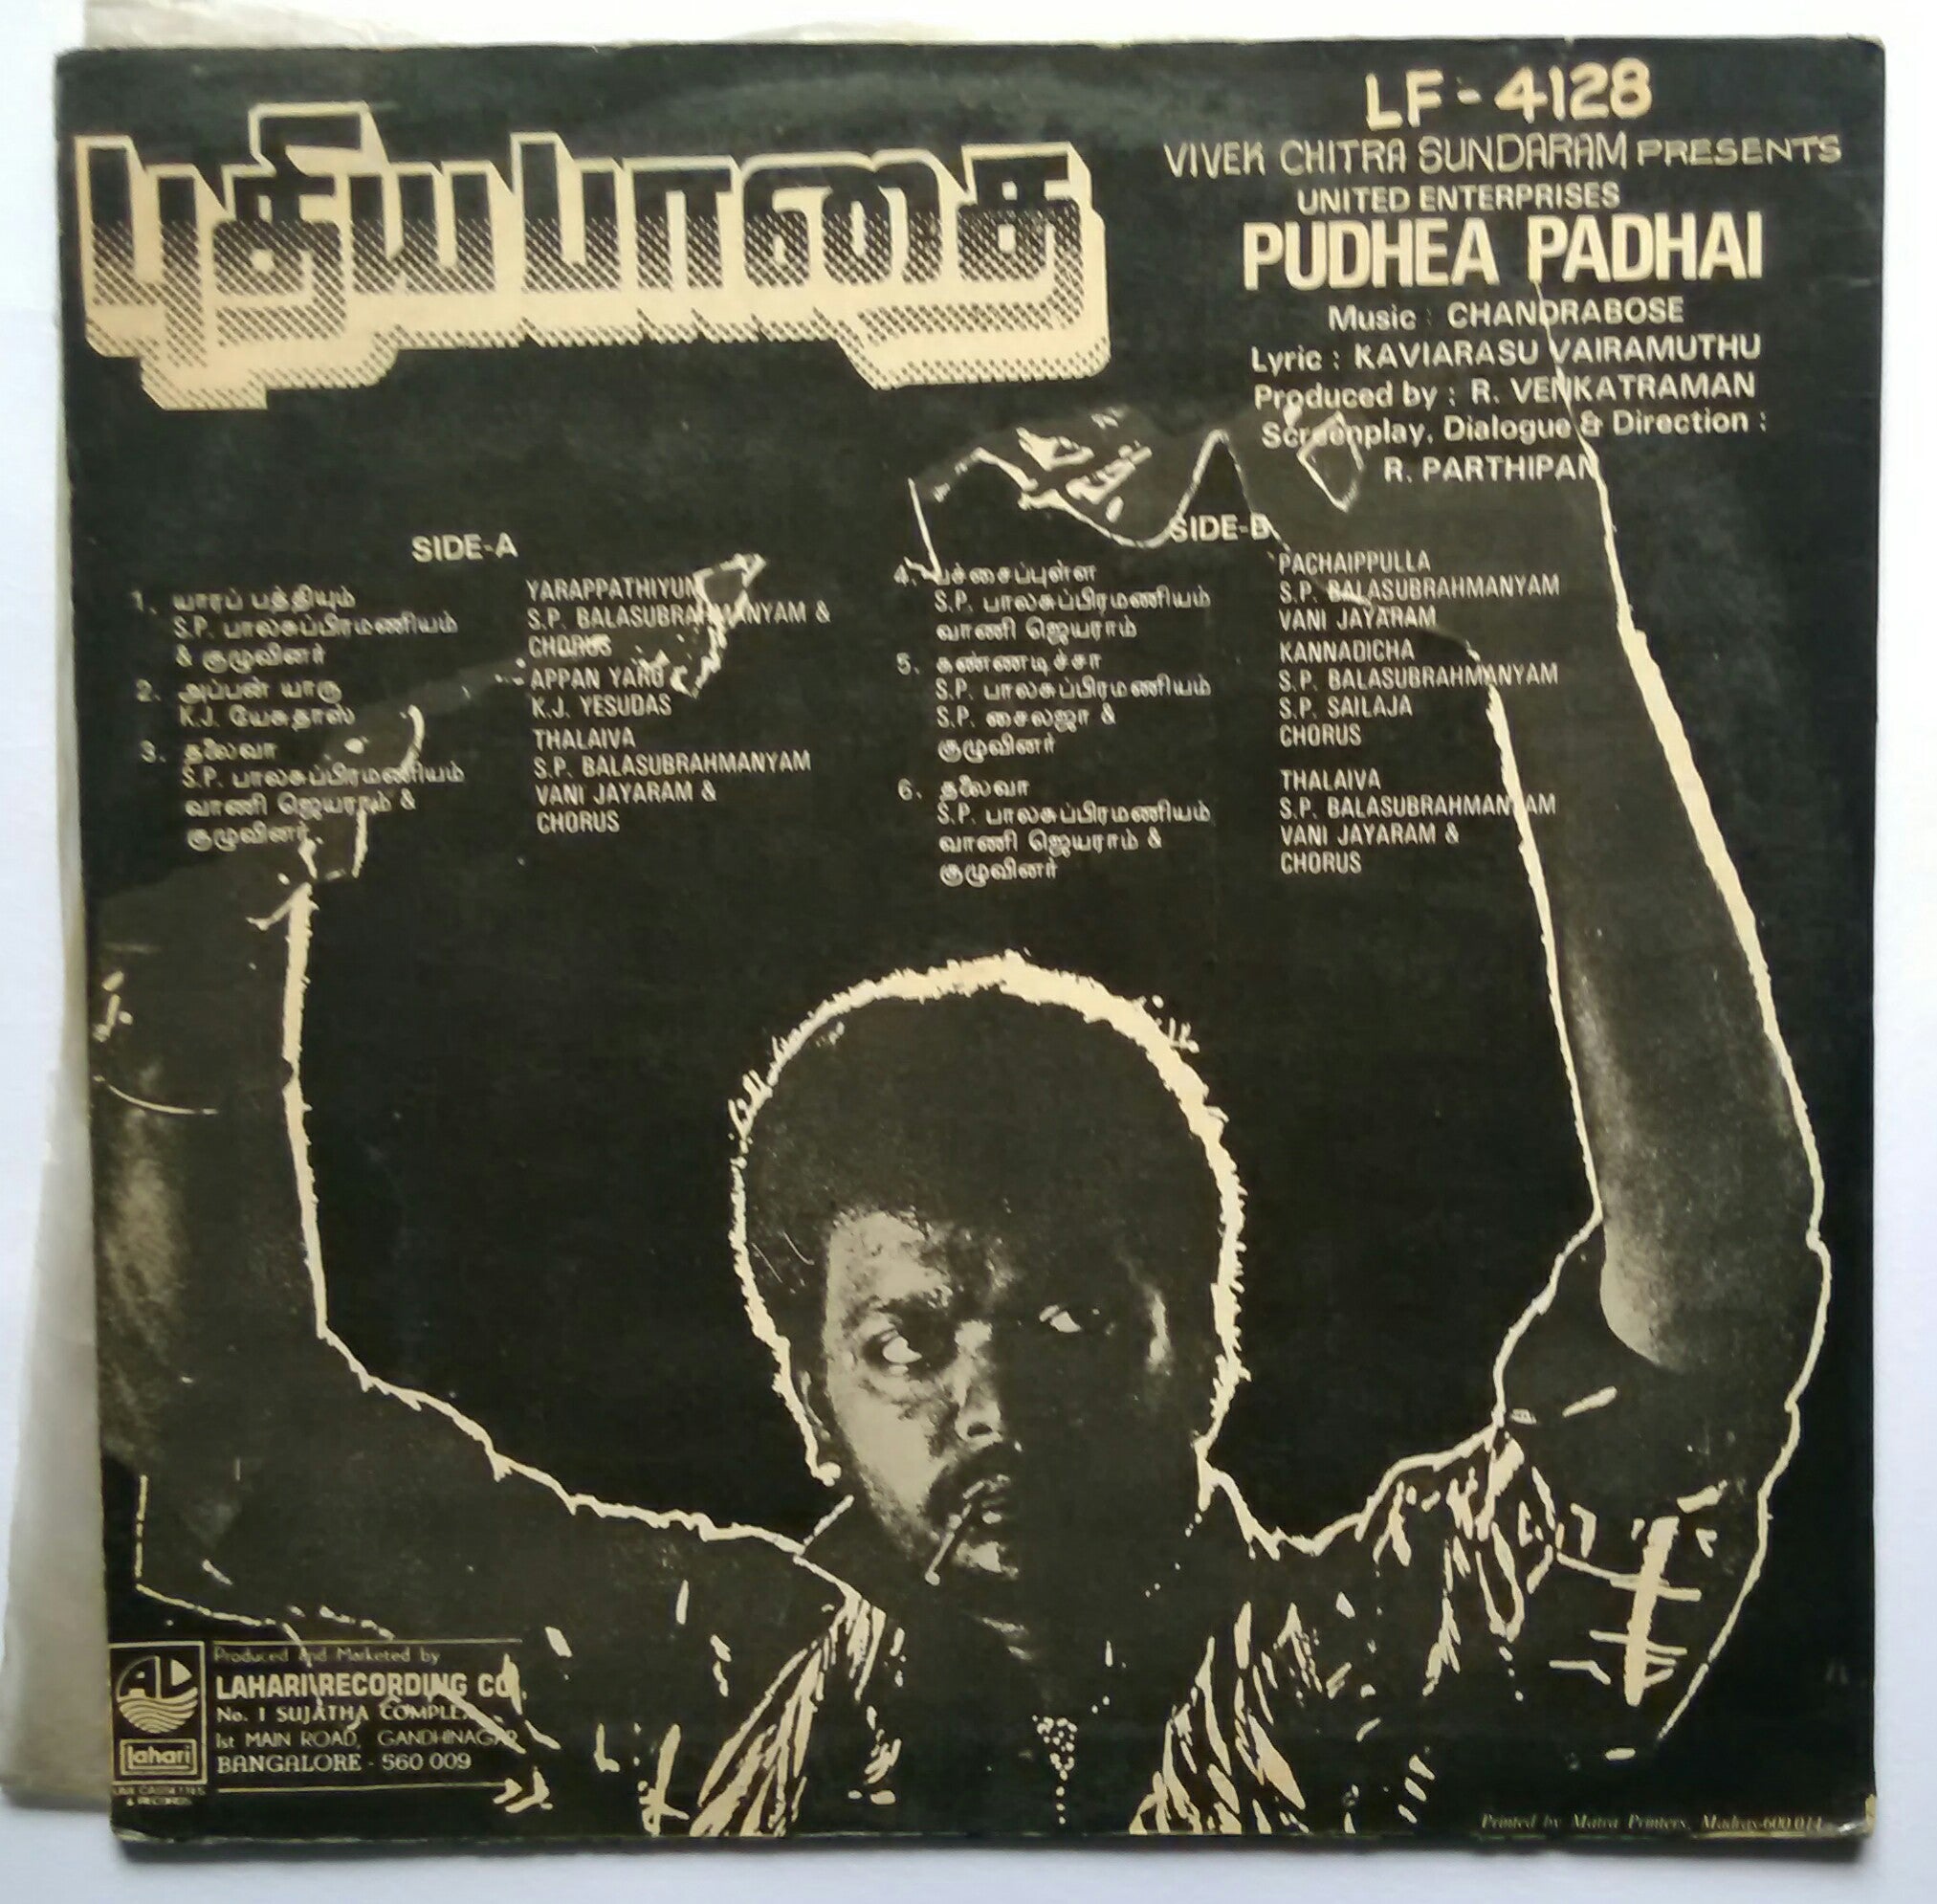 LF-4128
புதிய பாதை
VIVEK CHITRA SUNDARAM PRESENTS
UNITED ENTERPRISES
PUDHEA PADHAI
Music : CHANDRABOSE
Lyric : KAVIARASU VAIRAMUTHU
Produced by : R. VENKATRAMAN
Screenplay, Dialogue & Direction :
R. PARTHIPAN
SIDE-A
1. யாரப் பத்தியும்
S.P. பாலசுப்பிரமணியம்
& குழுவினர்
2. அப்பன் யாரு
K.J. யேசுதாஸ்
3. தலைவா
S.P. பாலசுப்பிரமணியம்
வாணி ஜெயராம் &
குழுவினர்
YARAPPATHIYUM
S.P. BALASUBRAHMANYAM &
CHORUS
APPAN YARU
K.J. YESUDAS
THALAIVA
S.P. BALASUBRAHMANYAM
VANI JAYARAM &
CHORUS
SIDE-B
4. பச்சைப்புள்ள
S.P. பாலசுப்பிரமணியம்
வாணி ஜெயராம்
5. கண்ணடிச்சா
S.P. பாலசுப்பிரமணியம்
S.P. சைலஜா &
குழுவினர்
6. தலைவா
S.P. பாலசுப்பிரமணியம்
வாணி ஜெயராம் &
குழுவினர்
PACHAIPPULLA
S.P. BALASUBRAHMANYAM
VANI JAYARAM
KANNADICHA
S.P. BALASUBRAHMANYAM
S.P. SAILAJA
CHORUS
THALAIVA
S.P. BALASUBRAHMANYAM
VANI JAYARAM &
CHORUS
Produced and Marketed by
LAHARI RECORDING CO.
No. 1 SUJATHA COMPLEX
1st MAIN ROAD, GANDHINAGAR
BANGALORE - 560 009
lahari
& RECORDS
Printed by Matra Printers, Madras-600 014